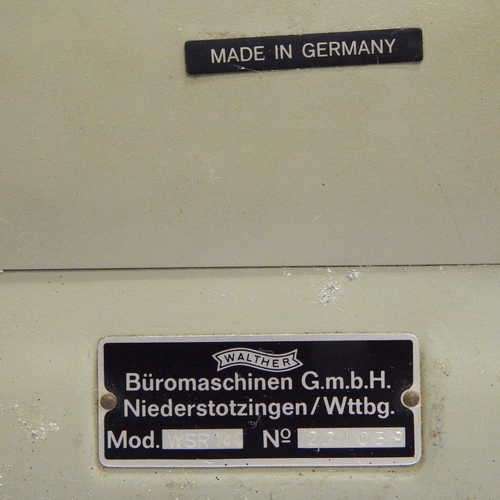 MADE IN GERMANY
WALTHER
Büromaschinen G.m.b.H.
Niederstotzingen/Wttbg.
Mod. Nº